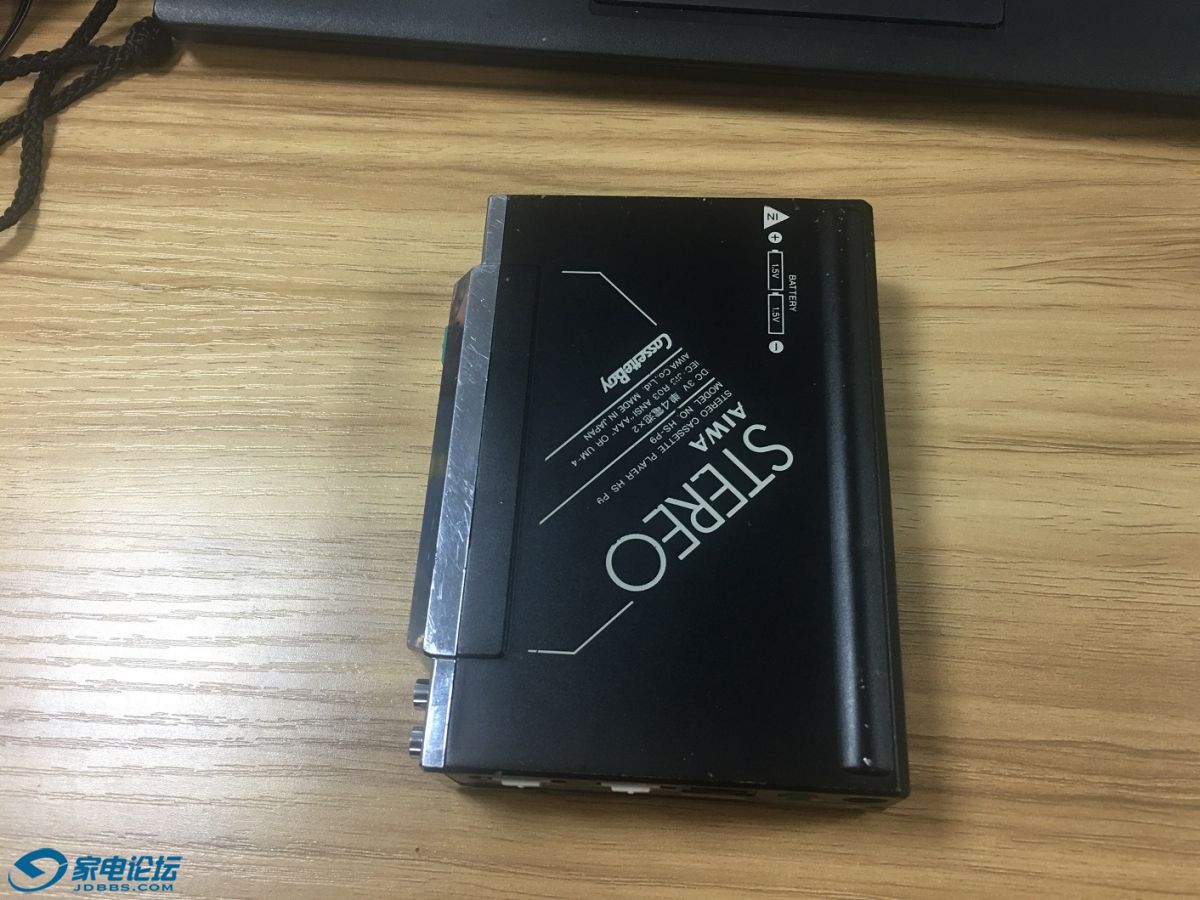 STEREO
AIWA
STEREO CASSETTE PLAYER HS P9
MODEL NO. HS-P9
DC 3V 単4電池×2
IEC·JIS R03 ANSI"AAA" OR UM-4
AIWA Co.,Ltd. MADE IN JAPAN
CassetteBoy
BATTERY
IN
+
1.5V
1.5V
−
家电论坛
JDBBS.COM